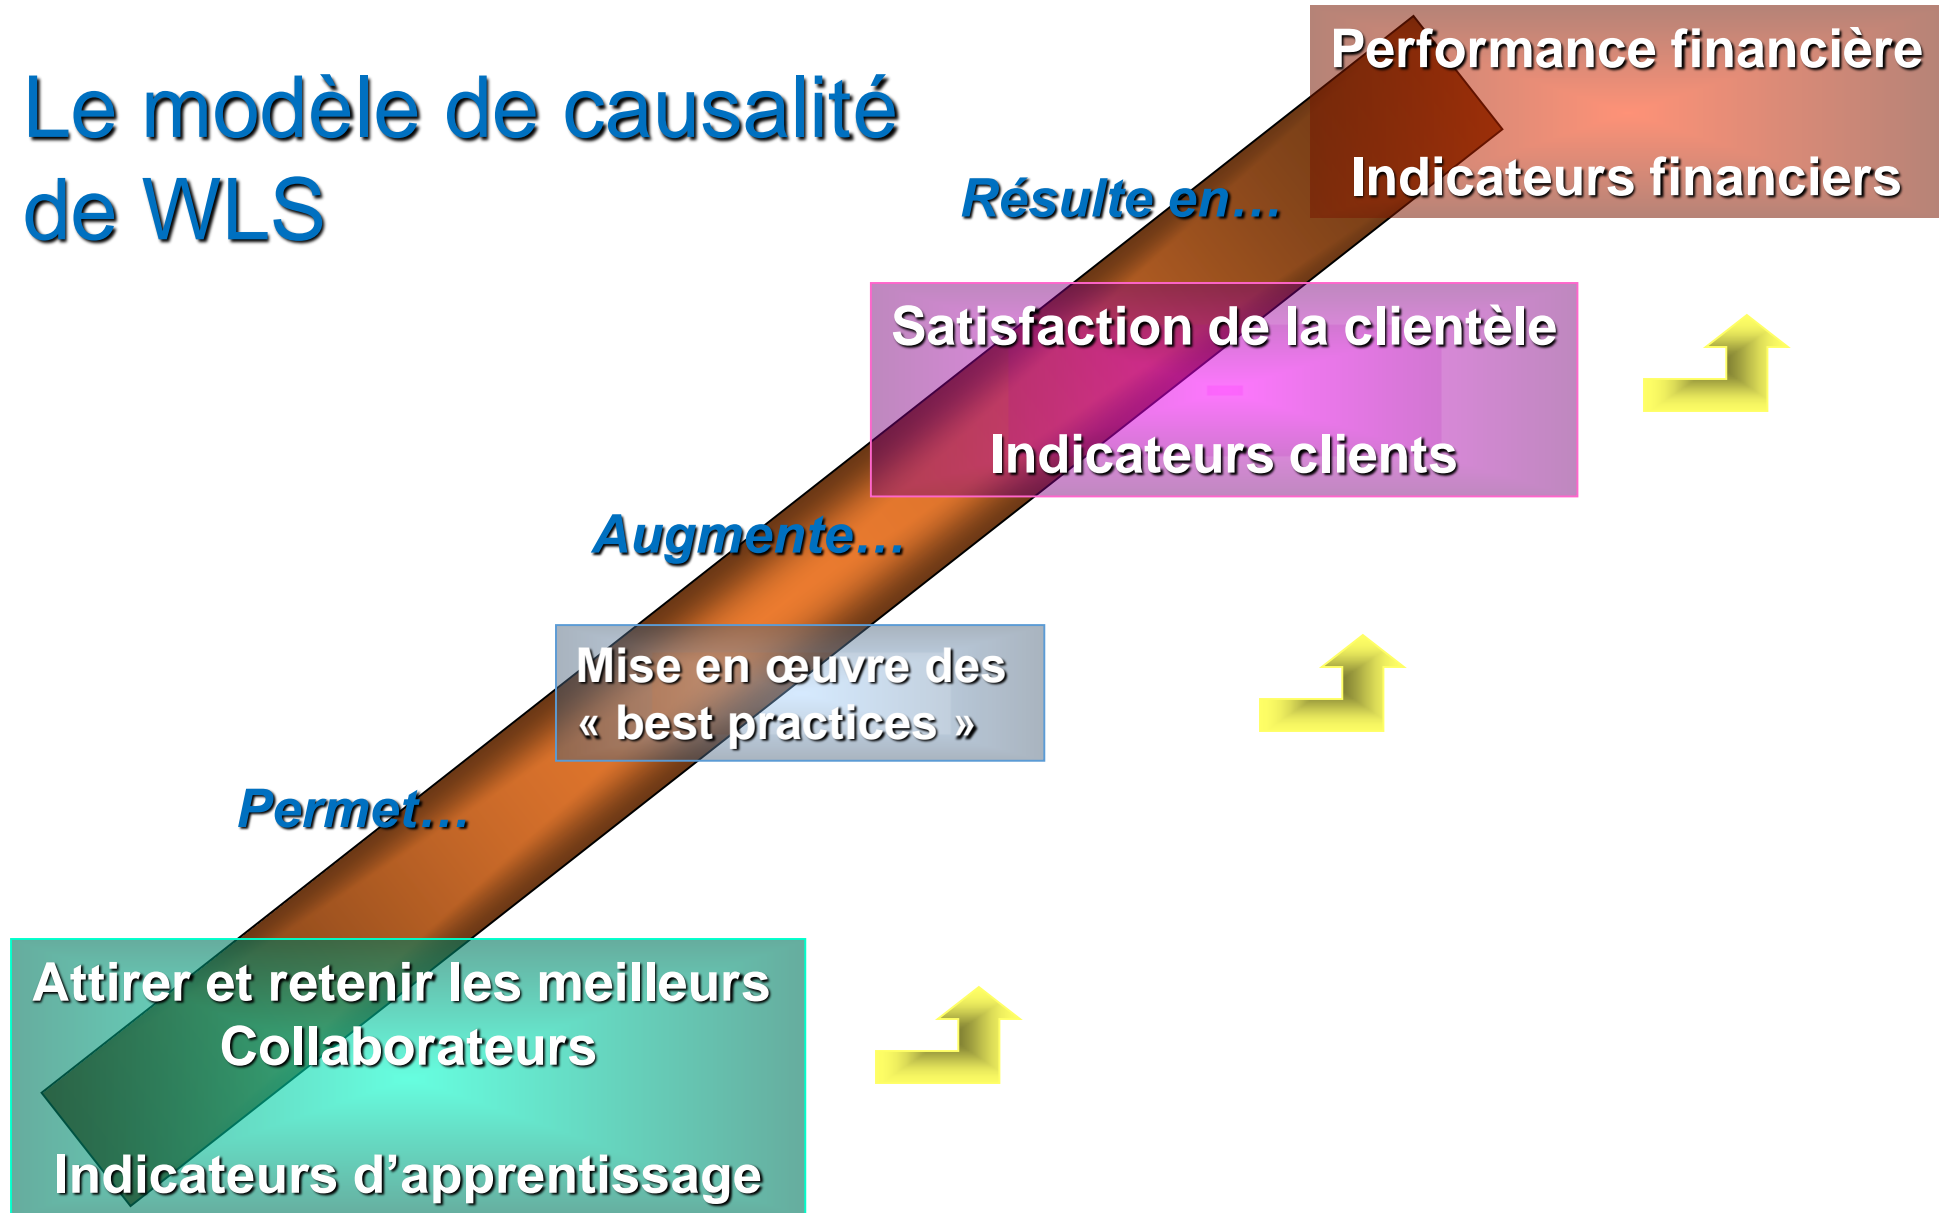 Le modèle de causalité
de WLS
Performance financière
Indicateurs financiers
Résulte en…
Satisfaction de la clientèle
–
Indicateurs clients
Augmente…
Mise en œuvre des
« best practices »
Permet…
Attirer et retenir les meilleurs
Collaborateurs
Indicateurs d’apprentissage